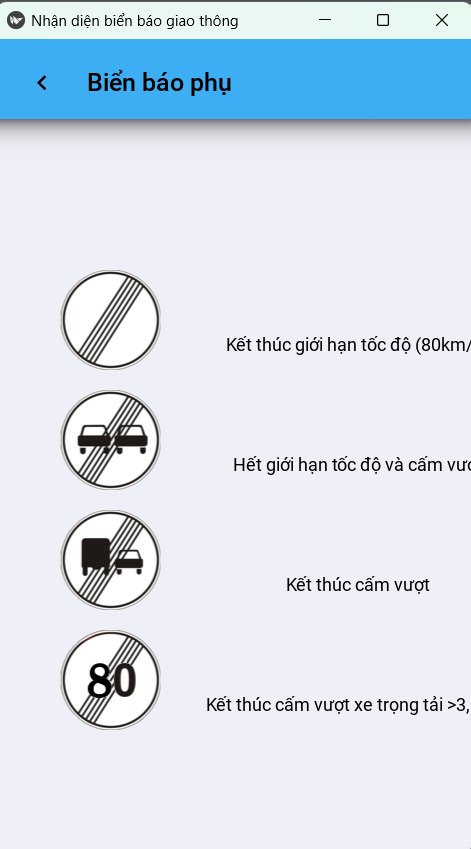 Nhận diện biển báo giao thông
Biển báo phụ
Kết thúc giới hạn tốc độ (80km/
Hết giới hạn tốc độ và cấm vượ
Kết thúc cấm vượt
80
Kết thúc cấm vượt xe trọng tải >3,